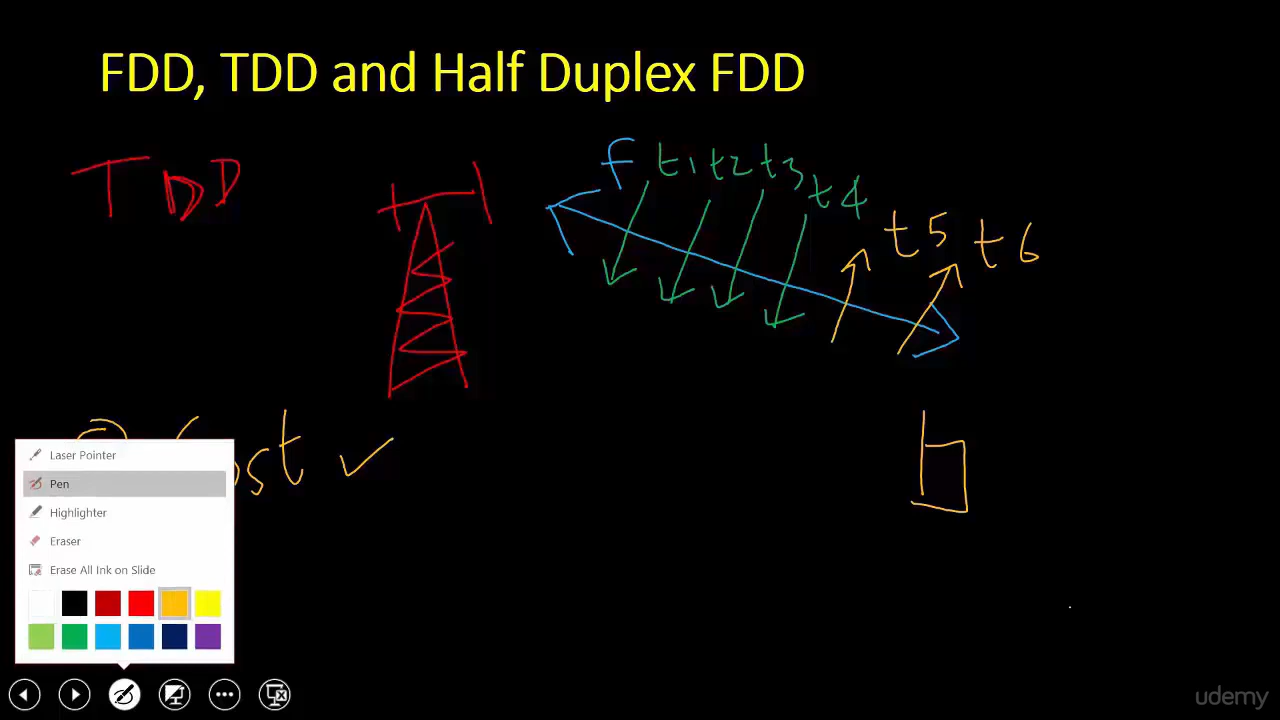 FDD, TDD and Half Duplex FDD
TDD
f t1 t2 t3
t4
t5 t6
Cost ✓
Laser Pointer
Pen
Highlighter
Eraser
Erase All Ink on Slide
udemy